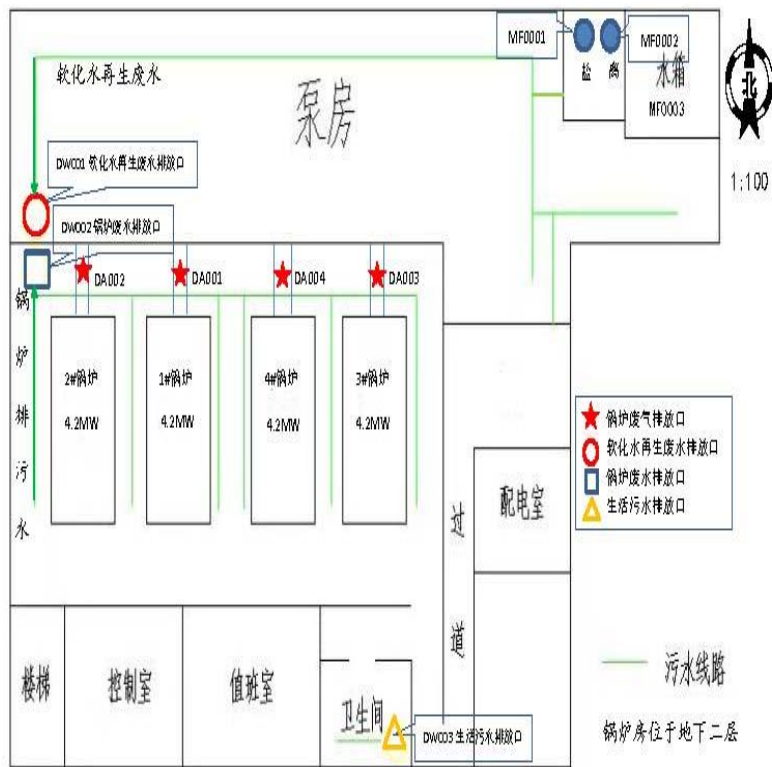 MF0001
MF0002
盐
水箱
MF0003
北
1:100
软化水再生废水
泵房
DW001 软化水再生废水排放口
DW002 锅炉废水排放口
DA002
DA001
DA004
DA003
锅炉排污水
2#锅炉
4.2MW
1#锅炉
4.2MW
4#锅炉
4.2MW
3#锅炉
4.2MW
锅炉废气排放口
软化水再生废水排放口
锅炉废水排放口
生活污水排放口
过道
配电室
楼梯
控制室
值班室
卫生间
DW003 生活污水排放口
污水线路
锅炉房位于地下二层